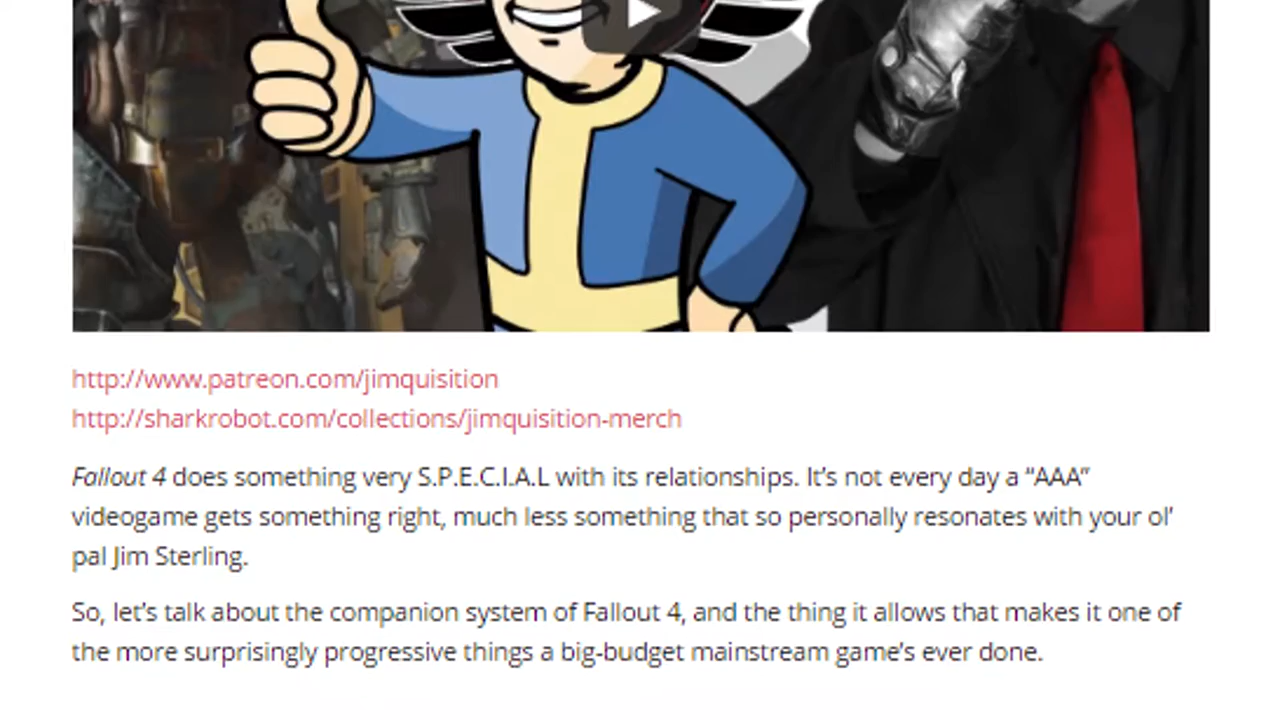 http://www.patreon.com/jimquisition
http://sharkrobot.com/collections/jimquisition-merch
Fallout 4 does something very S.P.E.C.I.A.L with its relationships. It’s not every day a “AAA”
videogame gets something right, much less something that so personally resonates with your ol’
pal Jim Sterling.
So, let’s talk about the companion system of Fallout 4, and the thing it allows that makes it one of
the more surprisingly progressive things a big-budget mainstream game’s ever done.